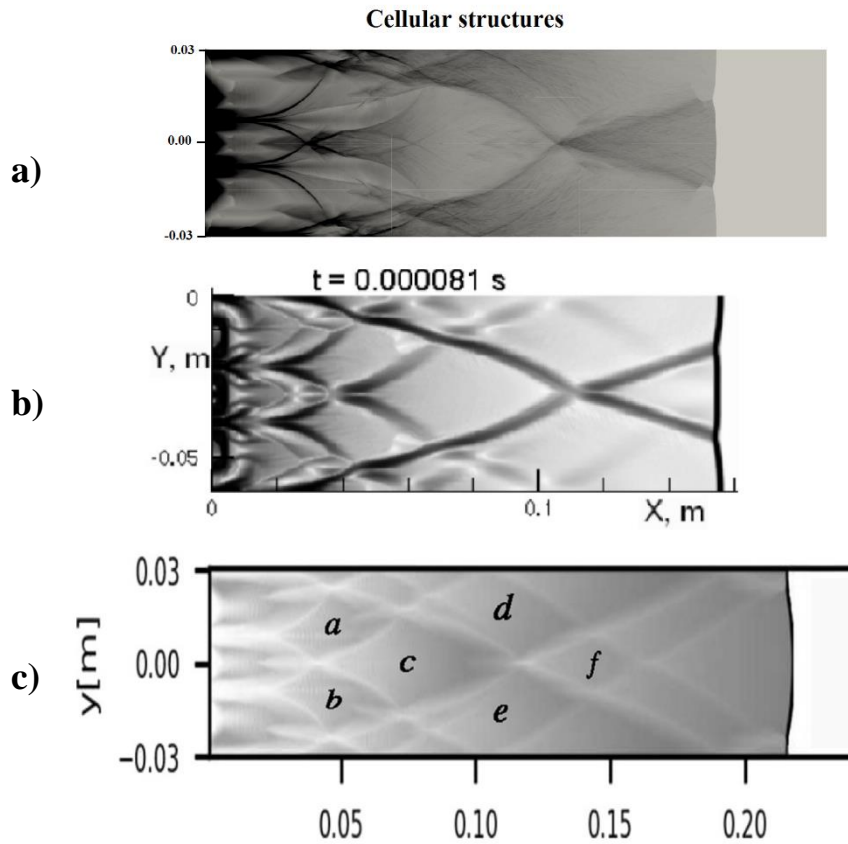 Cellular structures
0.03
a) 0.00
-0.03
t = 0.000081 s
0
Y, m
b)
-0.05
0 0.1 X, m
0.03
a d
c) y[m] 0.00 c f
b e
-0.03
0.05 0.10 0.15 0.20